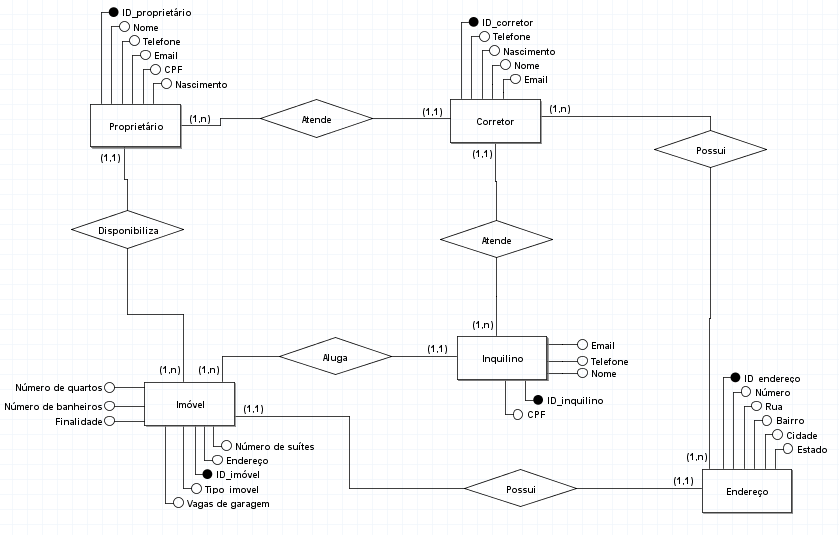 ID_proprietário
Nome
Telefone
Email
CPF
Nascimento
ID_corretor
Telefone
Nascimento
Nome
Email
Proprietário
(1,n)
Atende
(1,1)
Corretor
(1,n)
(1,1)
(1,1)
Possui
Disponibiliza
Atende
(1,n)
(1,n)
(1,n)
Aluga
(1,1)
Inquilino
Email
Telefone
Nome
ID_inquilino
CPF
Número de quartos
Número de banheiros
Finalidade
Imóvel
(1,1)
Número de suítes
Endereço
ID_imóvel
Tipo imovel
Vagas de garagem
ID endereço
Número
Rua
Bairro
Cidade
Estado
(1,n)
Possui
(1,1)
Endereço